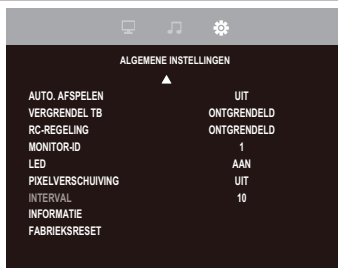 ALGEMENE INSTELLINGEN
AUTO. AFSPELEN UIT
VERGRENDEL TB ONTGRENDELD
RC-REGELING ONTGRENDELD
MONITOR-ID 1
LED AAN
PIXELVERSCHUIVING UIT
INTERVAL 10
INFORMATIE
FABRIEKSRESET